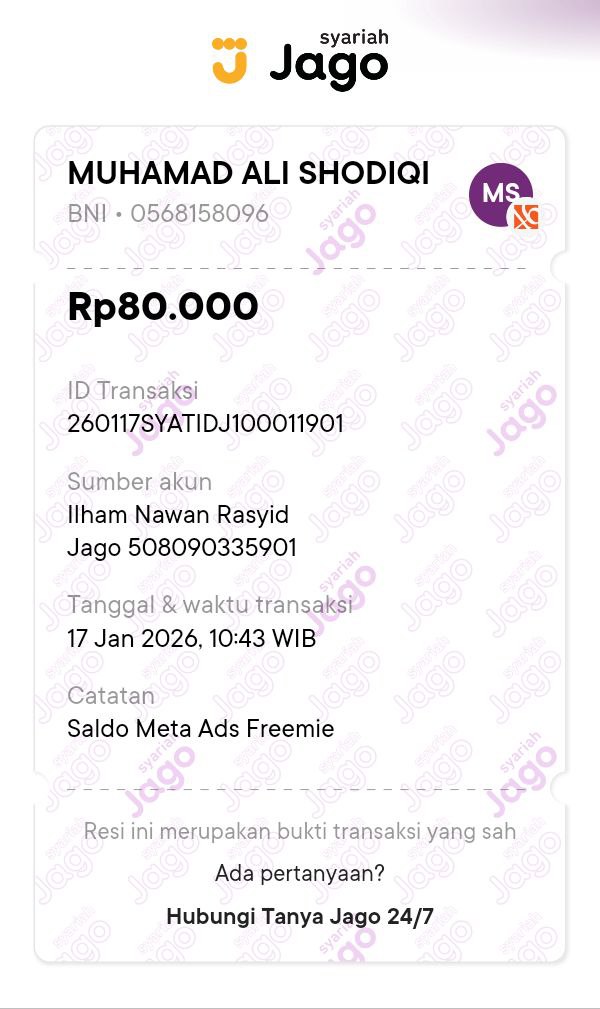 syariah
Jago
MUHAMAD ALI SHODIQI
BNI • 0568158096
MS
Rp80.000
ID Transaksi
260117SYATIDJ100011901
Sumber akun
Ilham Nawan Rasyid
Jago 508090335901
Tanggal & waktu transaksi
17 Jan 2026, 10:43 WIB
Catatan
Saldo Meta Ads Freemie
Resi ini merupakan bukti transaksi yang sah
Ada pertanyaan?
Hubungi Tanya Jago 24/7